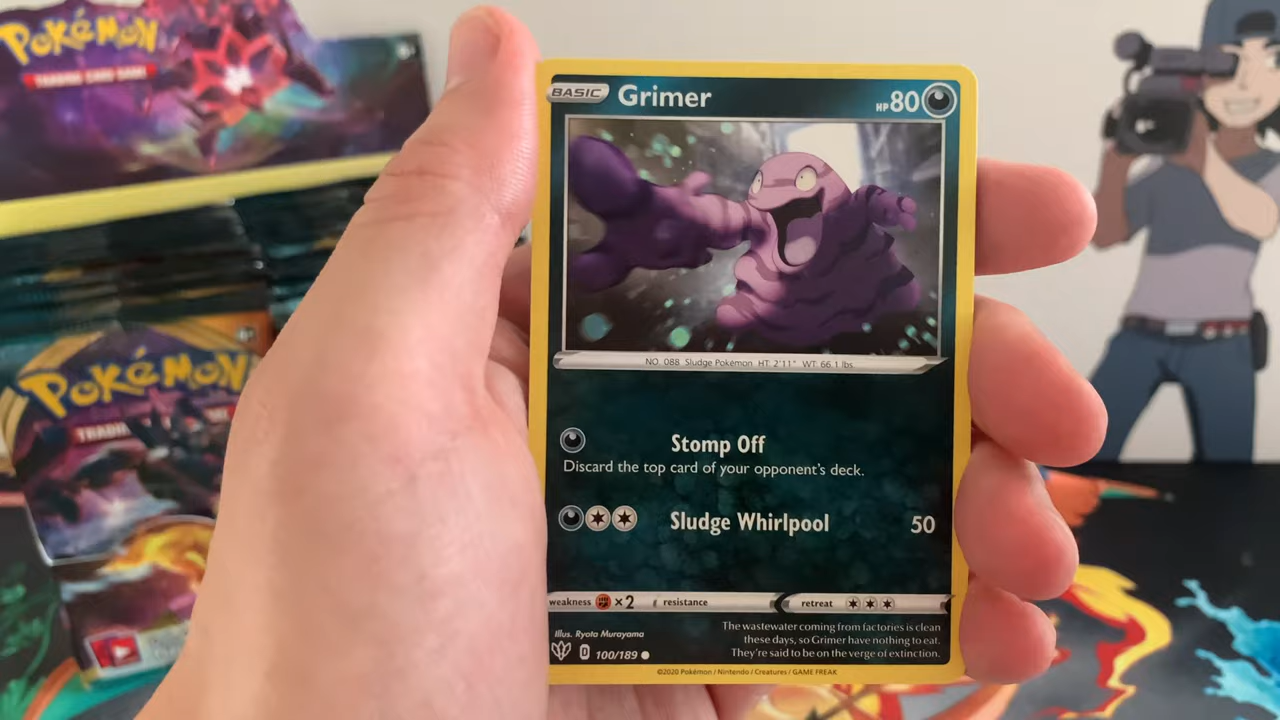 POKéMON
TRADING CARD GAME
POKéMON
TRADI
BASIC Grimer HP 80
NO. 088 Sludge Pokémon HT: 2'11" WT: 66.1 lbs.
Stomp Off
Discard the top card of your opponent's deck.
Sludge Whirlpool 50
weakness ×2 resistance retreat
Illus. Ryota Murayama
The wastewater coming from factories is clean
these days, so Grimer have nothing to eat.
They're said to be on the verge of extinction.
D 100/189
©2020 Pokémon / Nintendo / Creatures / GAME FREAK